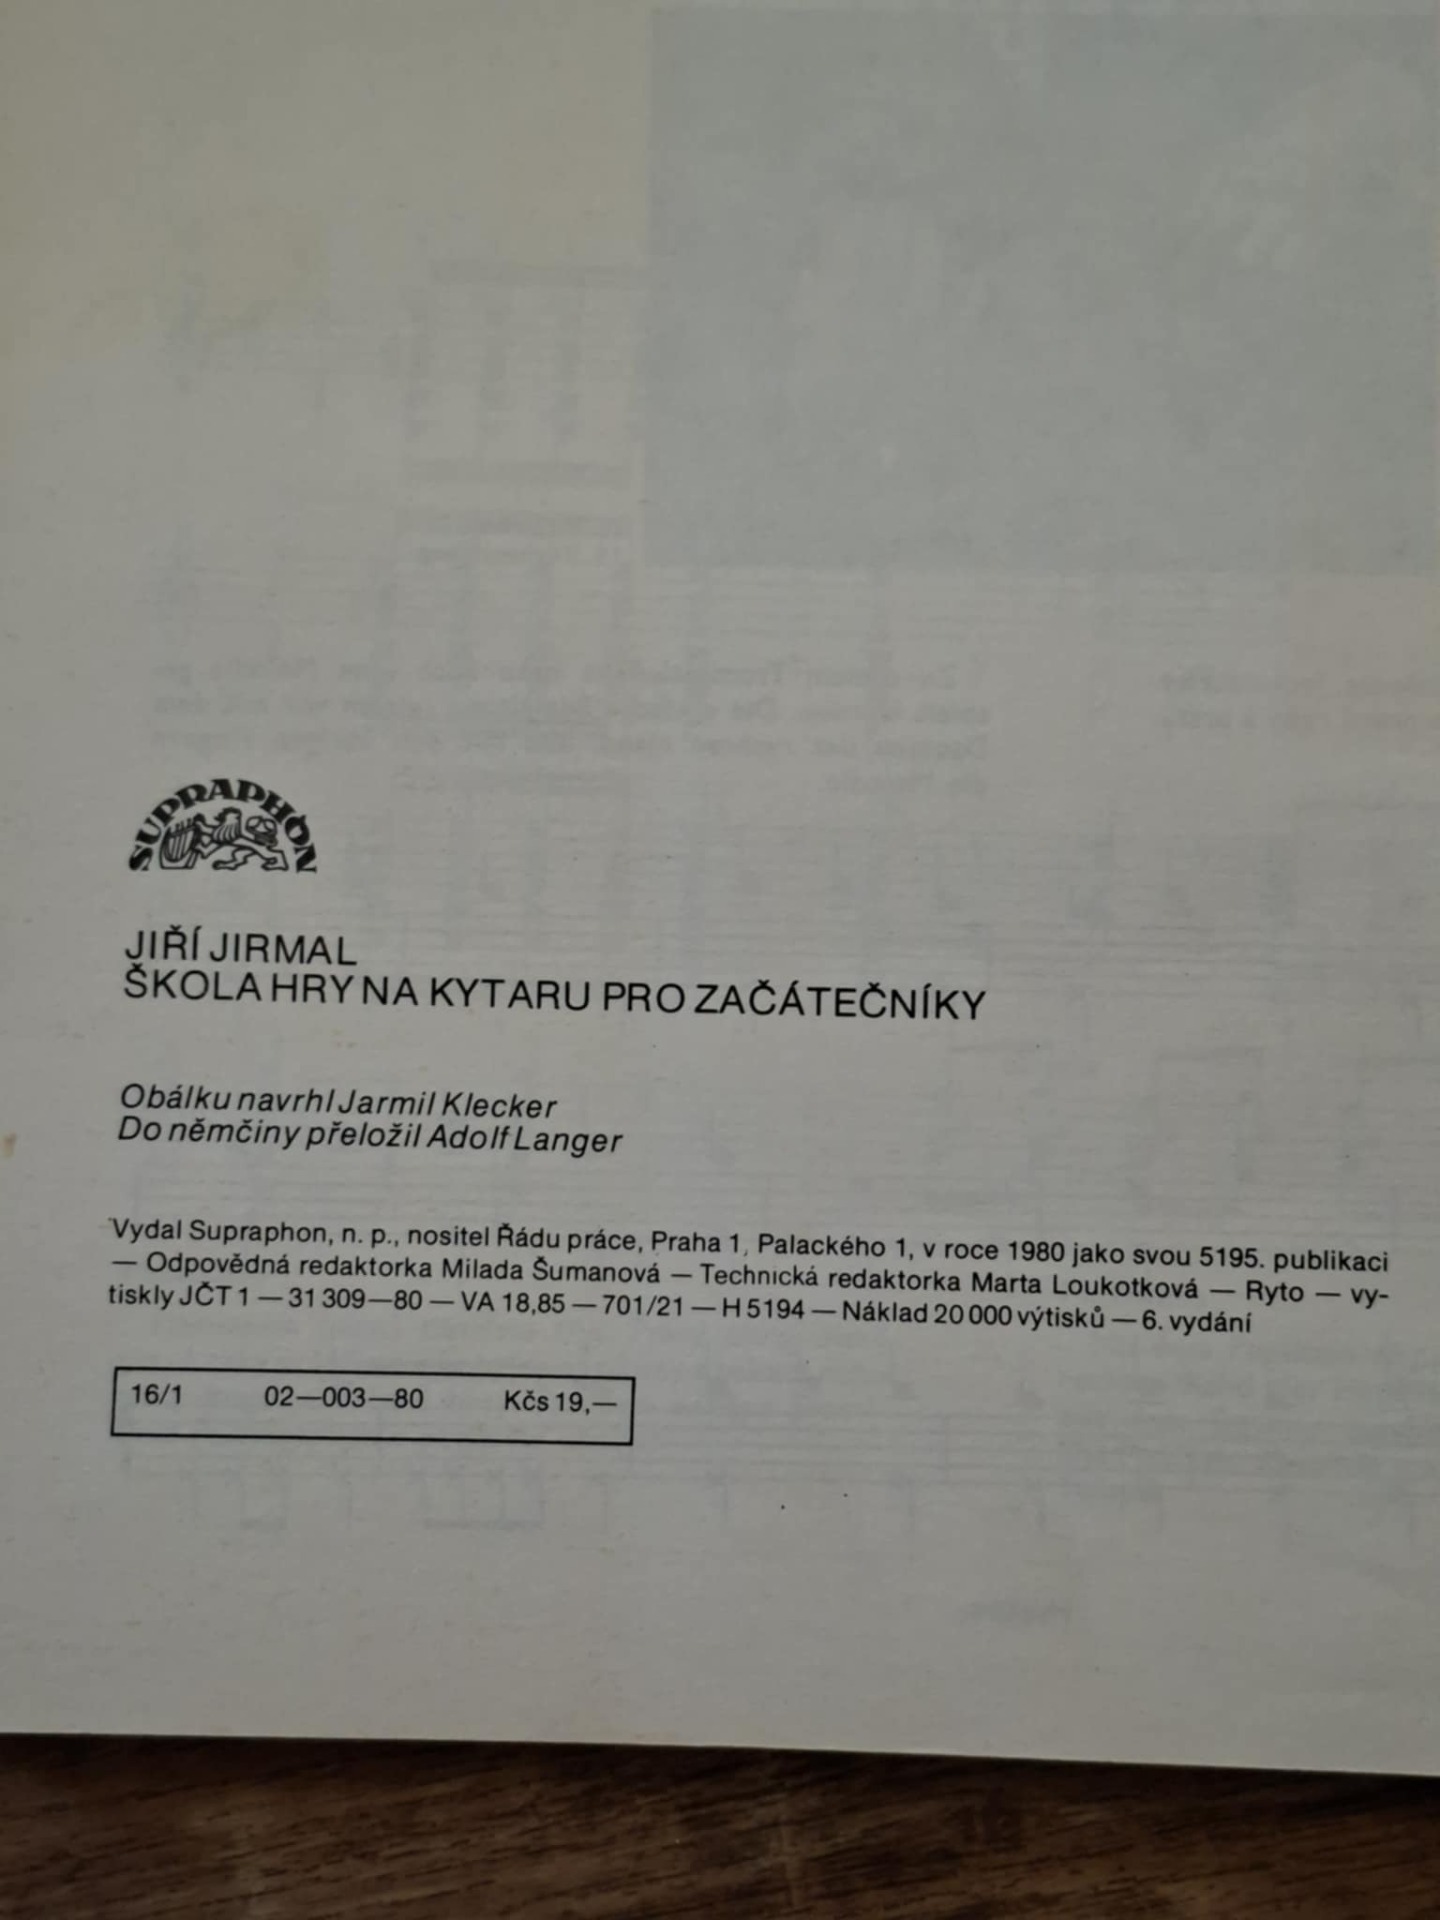 SUPRAPHON
JIŘÍ JIRMAL
ŠKOLA HRY NA KYTARU PRO ZAČÁTEČNÍKY
Obálku navrhl Jarmil Klecker
Do němčiny přeložil Adolf Langer
Vydal Supraphon, n. p., nositel Řádu práce, Praha 1, Palackého 1, v roce 1980 jako svou 5195. publikaci
— Odpovědná redaktorka Milada Šumanová — Technická redaktorka Marta Loukotková — Ryto — vy-
tiskly JČT 1 — 31 309—80 — VA 18,85 — 701/21 — H 5194 — Náklad 20 000 výtisků — 6. vydání
16/1 02—003—80 Kčs 19,—